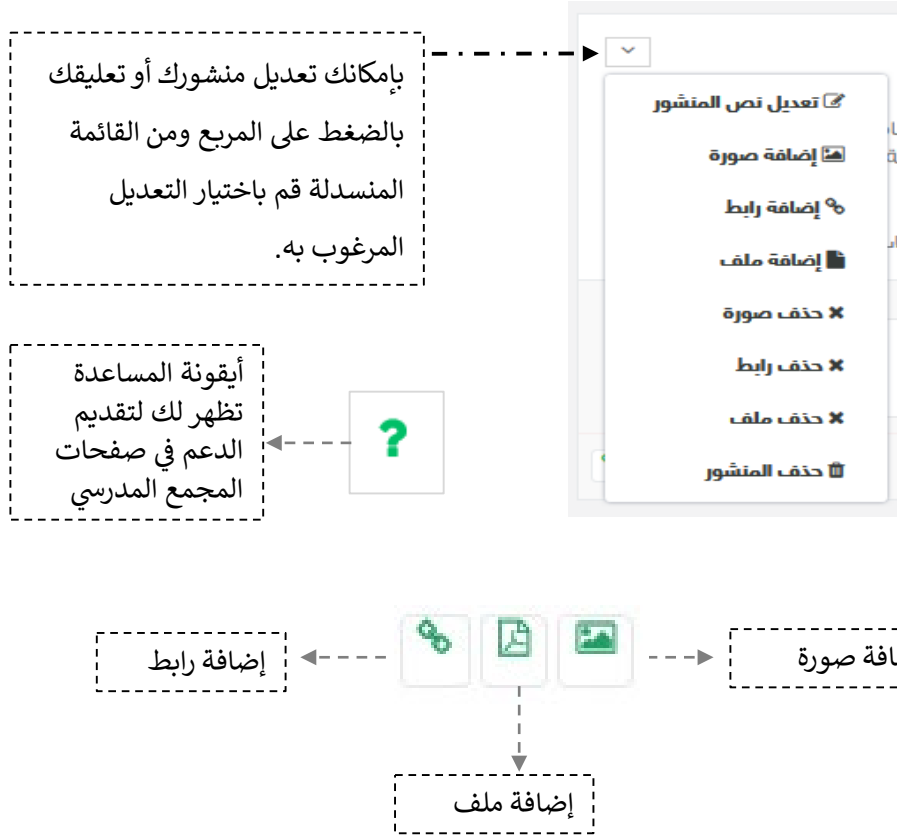 بإمكانك تعديل منشورك أو تعليقك
بالضغط على المربع ومن القائمة
المنسدلة قم باختيار التعديل
المرغوب به.
تعديل نص المنشور
إضافة صورة
إضافة رابط
إضافة ملف
حذف صورة
حذف رابط
حذف ملف
حذف المنشور
أيقونة المساعدة
تظهر لك لتقديم
الدعم في صفحات
المجمع المدرسي
?
صورة
إضافة رابط
إضافة ملف